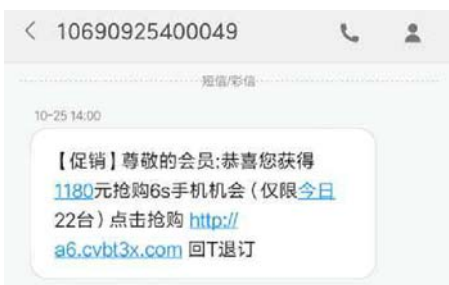 10690925400049
短信/彩信
10-25 14:00
【促销】尊敬的会员:恭喜您获得
1180元抢购6s手机机会（仅限今日
22台）点击抢购 http://
a6.cvbt3x.com 回T退订